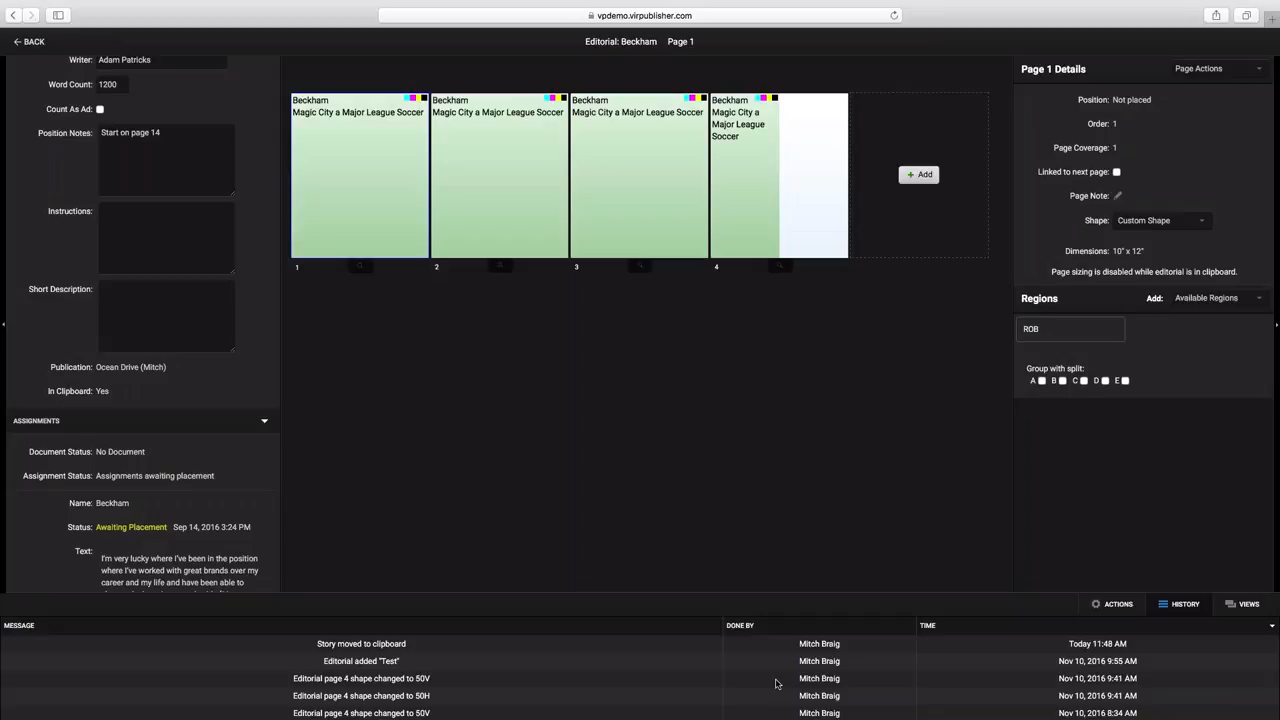 vpdemo.virpublisher.com
BACK
Editorial: Beckham Page 1
Writer: Adam Patricks
Word Count: 1200
Count As Ad:
Position Notes: Start on page 14
Instructions:
Short Description:
Publication: Ocean Drive (Mitch)
In Clipboard: Yes
ASSIGNMENTS
Document Status: No Document
Assignment Status: Assignments awaiting placement
Name: Beckham
Status: Awaiting Placement Sep 14, 2016 3:24 PM
Text:
I'm very lucky where I've been in the position
where I've worked with great brands over my
career and my life and have been able to
Beckham
Magic City a Major League Soccer
1
Beckham
Magic City a Major League Soccer
2
Beckham
Magic City a Major League Soccer
3
Beckham
Magic City a
Major League
Soccer
4
+ Add
Page 1 Details
Page Actions
Position: Not placed
Order: 1
Page Coverage: 1
Linked to next page:
Page Note:
Shape: Custom Shape
Dimensions: 10" x 12"
Page sizing is disabled while editorial is in clipboard.
Regions
Add: Available Regions
ROB
Group with split:
A B C D E
ACTIONS HISTORY VIEWS
MESSAGE DONE BY TIME
Story moved to clipboard Mitch Braig Today 11:48 AM
Editorial added "Test" Mitch Braig Nov 10, 2016 9:55 AM
Editorial page 4 shape changed to 50V Mitch Braig Nov 10, 2016 9:41 AM
Editorial page 4 shape changed to 50H Mitch Braig Nov 10, 2016 9:41 AM
Editorial page 4 shape changed to 50V Mitch Braig Nov 10, 2016 8:34 AM